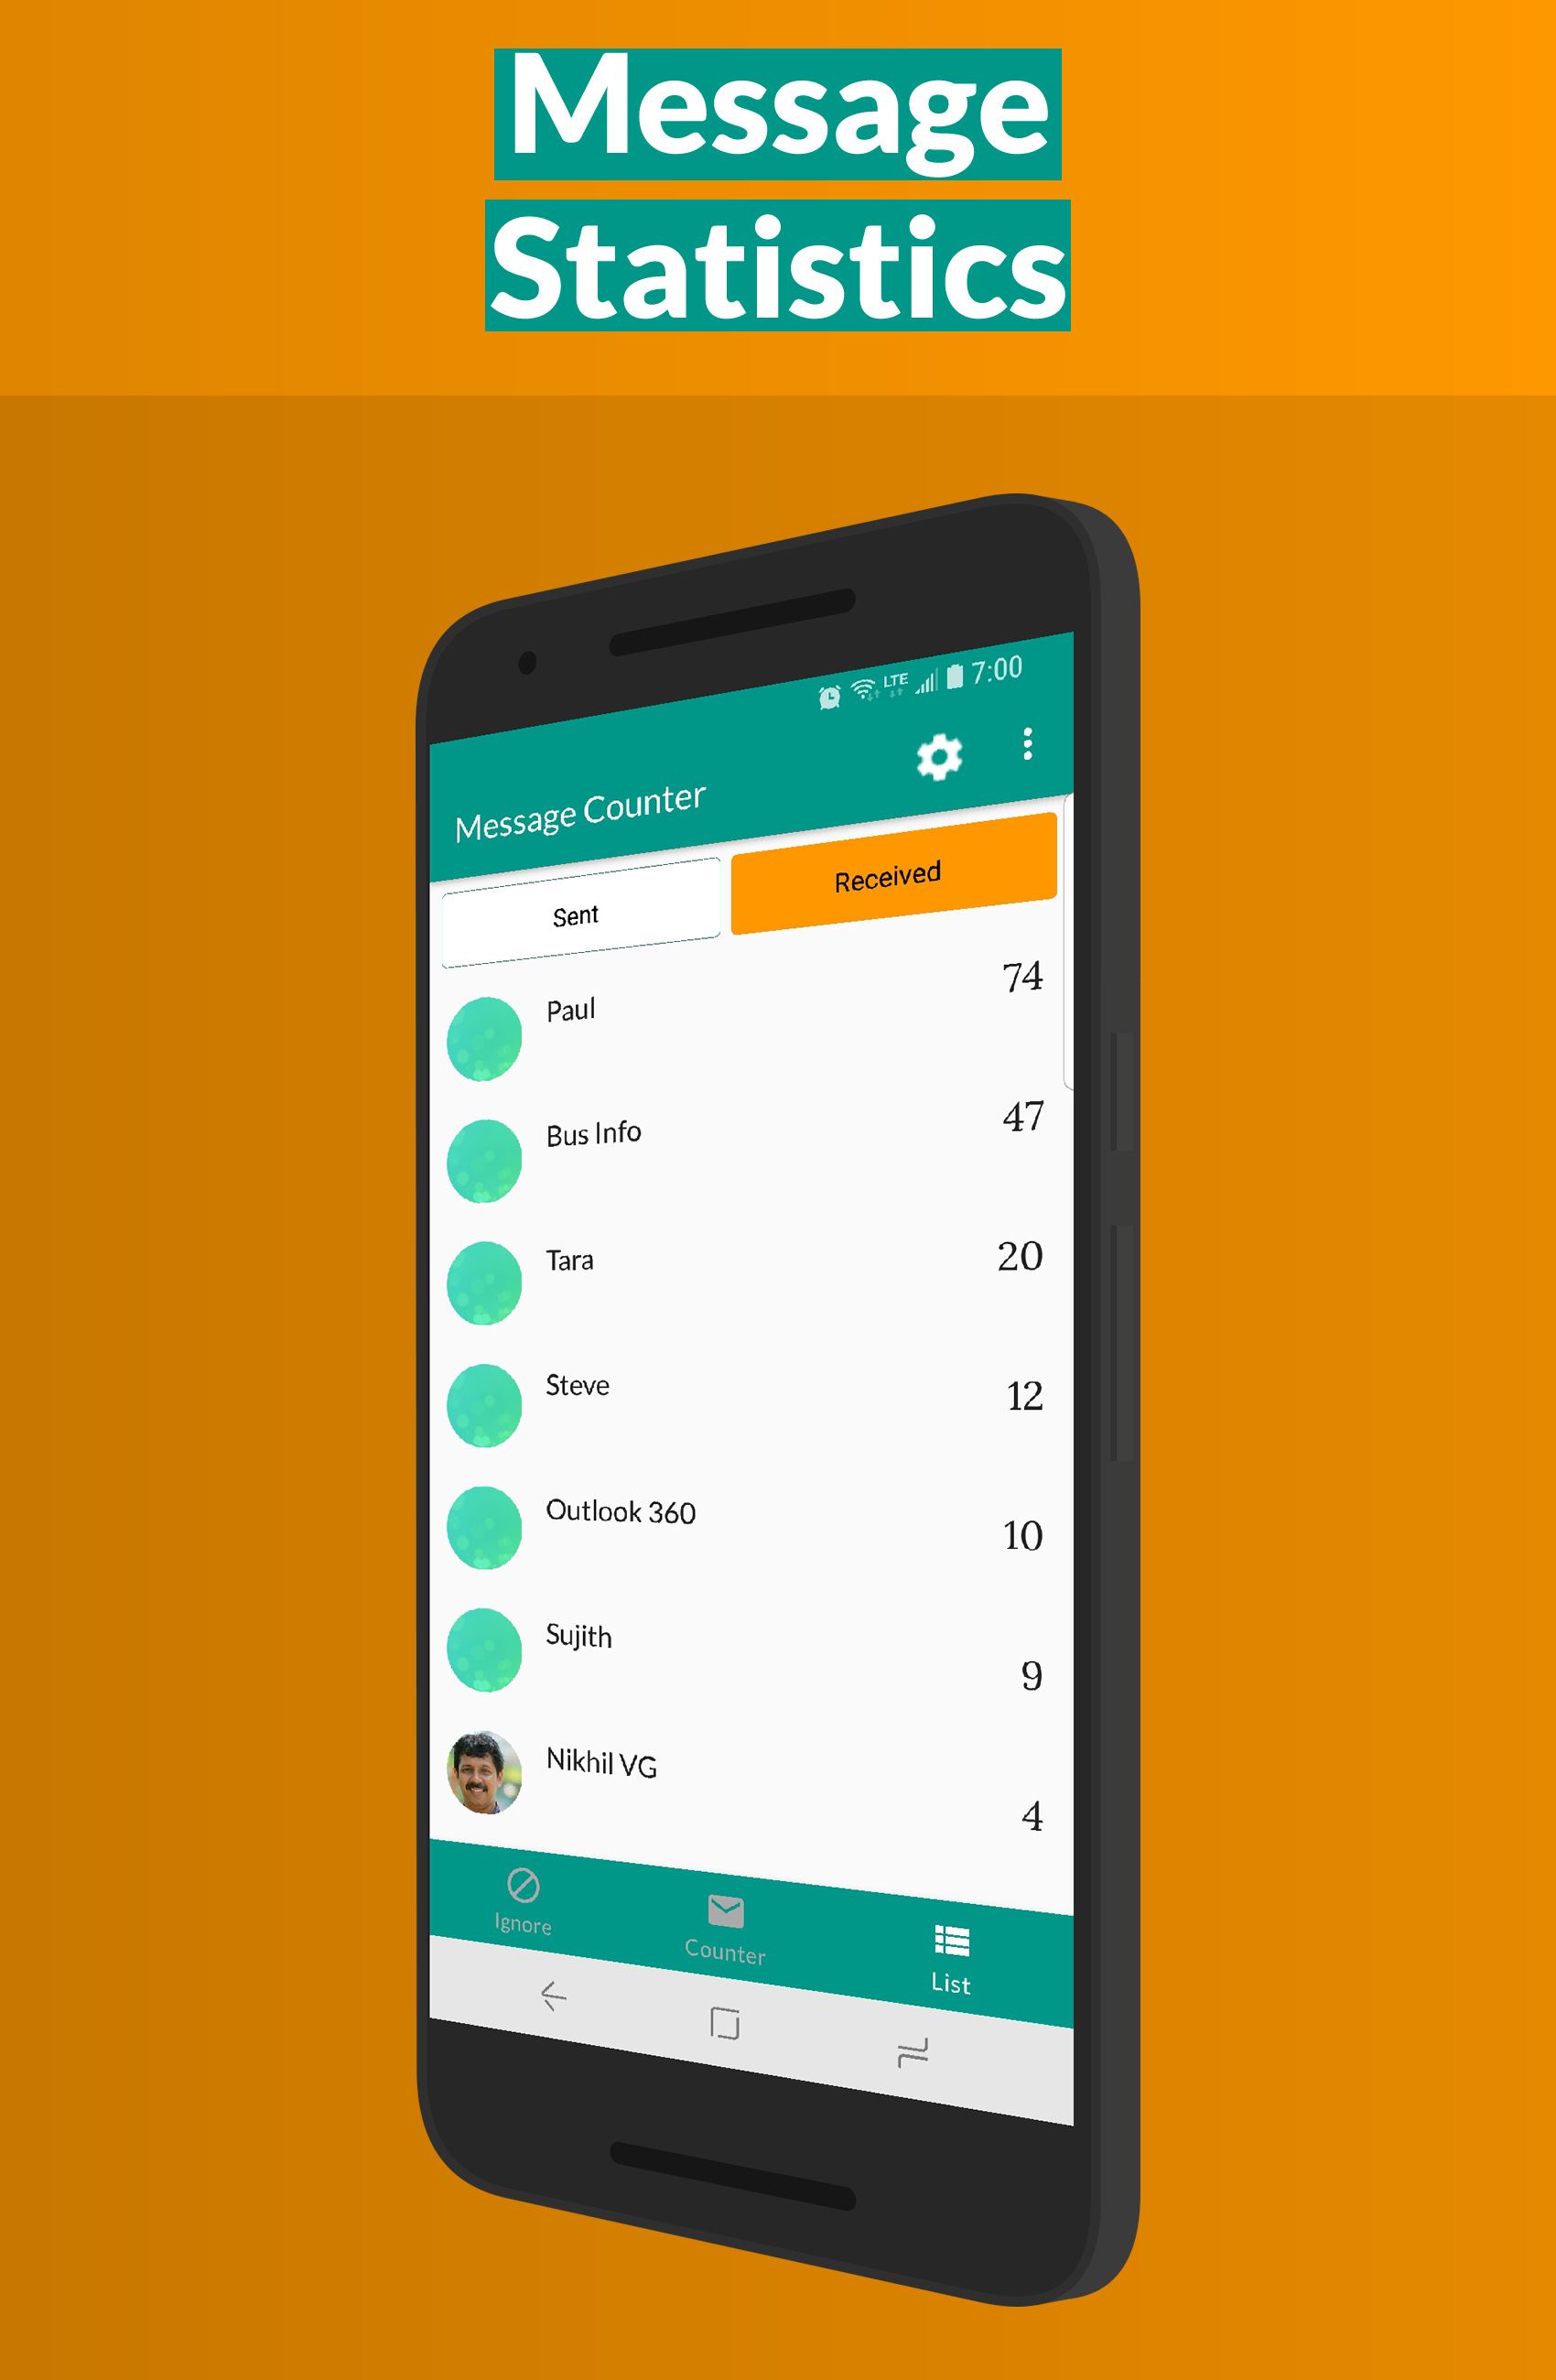 Message
Statistics
LTE 7:00
Message Counter
Sent Received
Paul 74
Bus Info 47
Tara 20
Steve 12
Outlook 360 10
Sujith 9
Nikhil VG 4
Ignore Counter List